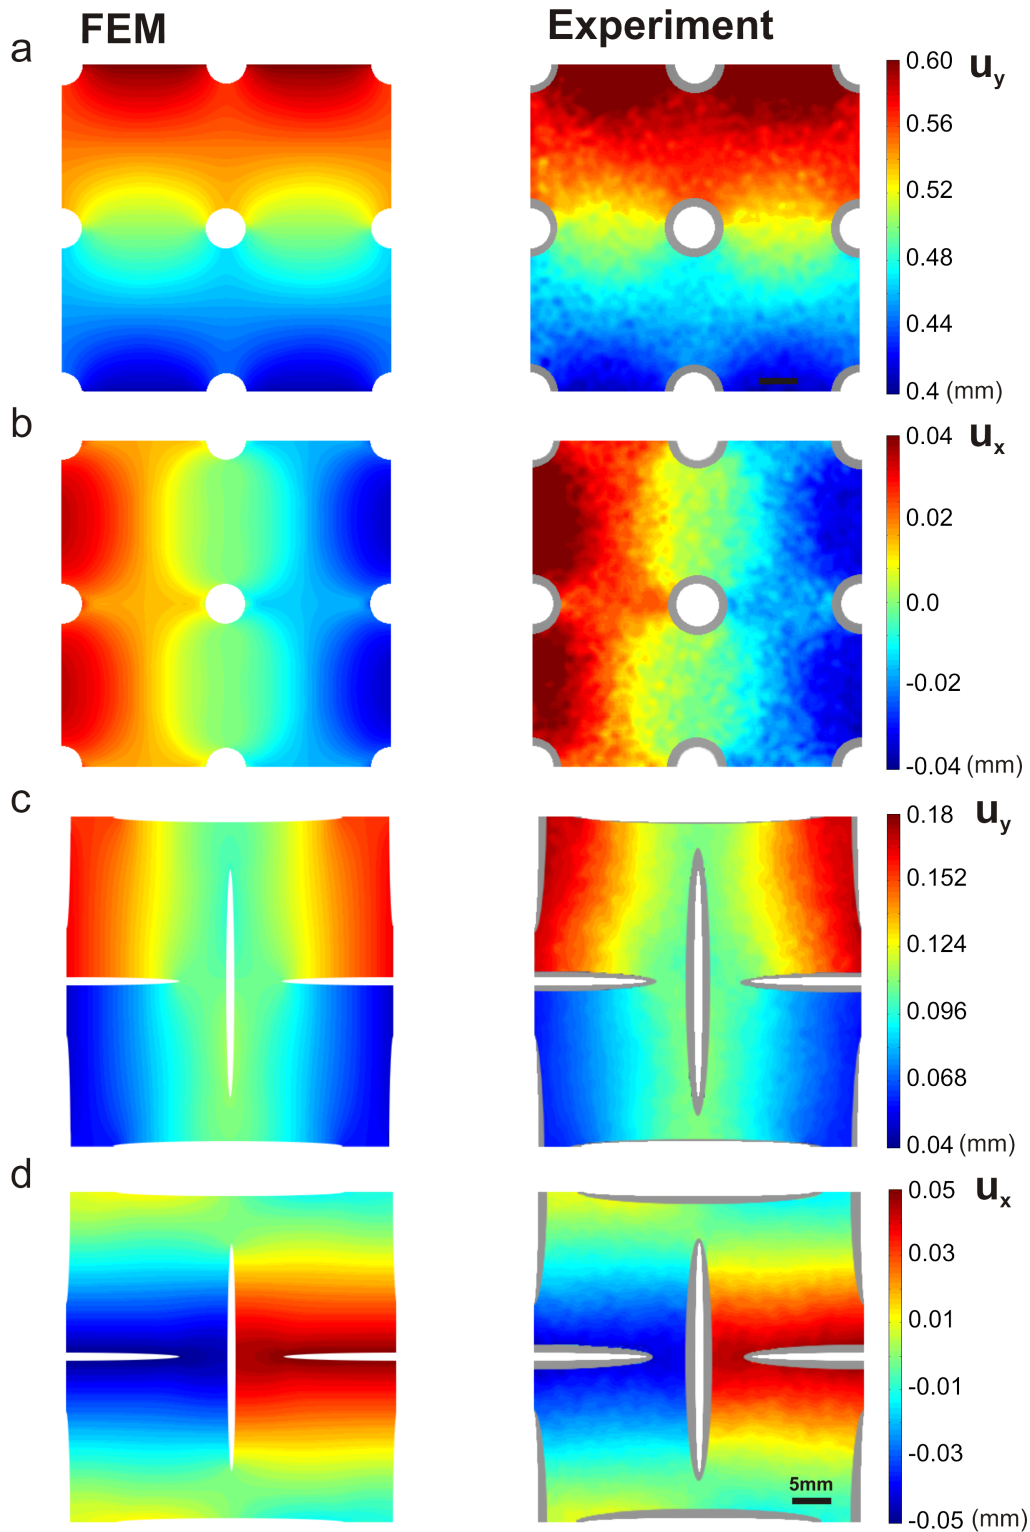 FEM Experiment
a
0.60 uy
0.56
0.52
0.48
0.44
0.4 (mm)
b
0.04 ux
0.02
0.0
-0.02
-0.04 (mm)
c
0.18 uy
0.152
0.124
0.096
0.068
0.04 (mm)
d
0.05 ux
0.03
0.01
-0.01
-0.03
5mm
-0.05 (mm)